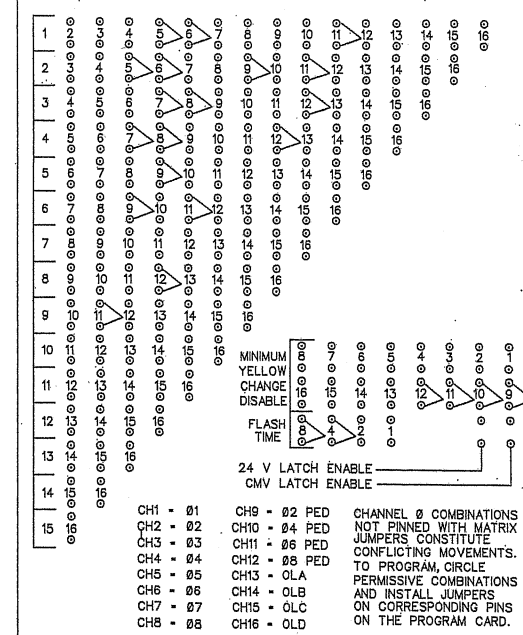 1 2 3 4 5 6 7 8 9 10 11 12 13 14 15 16
2 3 4 5 6 7 8 9 10 11 12 13 14 15 16
3 4 5 6 7 8 9 10 11 12 13 14 15 16
4 5 6 7 8 9 10 11 12 13 14 15 16
5 6 7 8 9 10 11 12 13 14 15 16
6 7 8 9 10 11 12 13 14 15 16
7 8 9 10 11 12 13 14 15 16
8 9 10 11 12 13 14 15 16
9 10 11 12 13 14 15 16
10 11 12 13 14 15 16
11 12 13 14 15 16
12 13 14 15 16
13 14 15 16
14 15 16
15 16
MINIMUM 8 7 6 5 4 3 2 1
YELLOW
CHANGE
DISABLE 16 15 14 13 12 11 10 9
FLASH
TIME 8 4 2 1
24 V LATCH ENABLE
CMV LATCH ENABLE
CH1 - Ø1
CH2 - Ø2
CH3 - Ø3
CH4 - Ø4
CH5 - Ø5
CH6 - Ø6
CH7 - Ø7
CH8 - Ø8
CH9 - Ø2 PED
CH10 - Ø4 PED
CH11 - Ø6 PED
CH12 - Ø8 PED
CH13 - OLA
CH14 - OLB
CH15 - OLC
CH16 - OLD
CHANNEL Ø COMBINATIONS
NOT PINNED WITH MATRIX
JUMPERS CONSTITUTE
CONFLICTING MOVEMENTS.
TO PROGRAM, CIRCLE
PERMISSIVE COMBINATIONS
AND INSTALL JUMPERS
ON CORRESPONDING PINS
ON THE PROGRAM CARD.